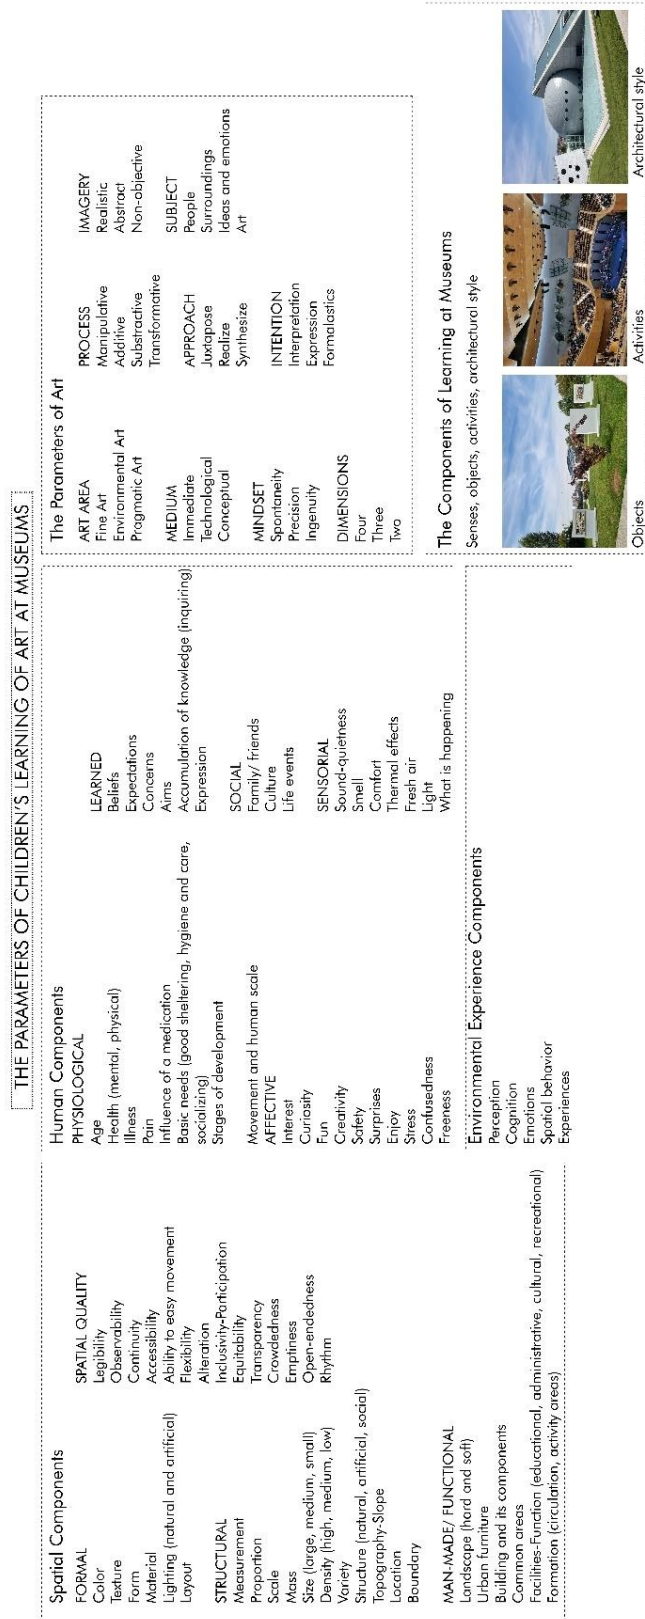 THE PARAMETERS OF CHILDREN'S LEARNING OF ART AT MUSEUMS
Spatial Components
FORMAL
Color
Texture
Form
Material
Lighting (natural and artificial)
Layout
STRUCTURAL
Measurement
Proportion
Scale
Mass
Size (large, medium, small)
Density (high, medium, low)
Variety
Structure (natural, artificial, social)
Topography-Slope
Location
Boundary
MAN-MADE/ FUNCTIONAL
Landscape (hard and soft)
Urban furniture
Building and its components
Common areas
Facilities-Function (educational, administrative, cultural, recreational)
Formation (circulation, activity areas)
SPATIAL QUALITY
Legibility
Observability
Continuity
Accessibility
Ability to easy movement
Flexibility
Alteration
Inclusivity-Participation
Equitability
Transparency
Crowdedness
Emptiness
Open-endedness
Rhythm
Human Components
PHYSIOLOGICAL
Age
Health (mental, physical)
Illness
Pain
Influence of a medication
Basic needs (good sheltering, hygiene and care,
socializing)
Stages of development
Movement and human scale
AFFECTIVE
Interest
Curiosity
Fun
Creativity
Safety
Surprises
Enjoy
Stress
Confusedness
Freeness
LEARNED
Beliefs
Expectations
Concerns
Aims
Accumulation of knowledge (inquiring)
Expression
SOCIAL
Family/ friends
Culture
Life events
SENSORIAL
Sound-quietness
Smell
Comfort
Thermal effects
Fresh air
Light
What is happening
Environmental Experience Components
Perception
Cognition
Emotions
Spatial behavior
Experiences
The Parameters of Art
ART AREA
Fine Art
Environmental Art
Pragmatic Art
MEDIUM
Immediate
Technological
Conceptual
MINDSET
Spontaneity
Precision
Ingenuity
DIMENSIONS
Four
Three
Two
PROCESS
Manipulative
Additive
Substractive
Transformative
APPROACH
Juxtapose
Realize
Synthesize
INTENTION
Interpretation
Expression
Formalastics
IMAGERY
Realistic
Abstract
Non-objective
SUBJECT
People
Surroundings
Ideas and emotions
Art
The Components of Learning at Museums
Senses, objects, activities, architectural style
Objects
Activities
Architectural style